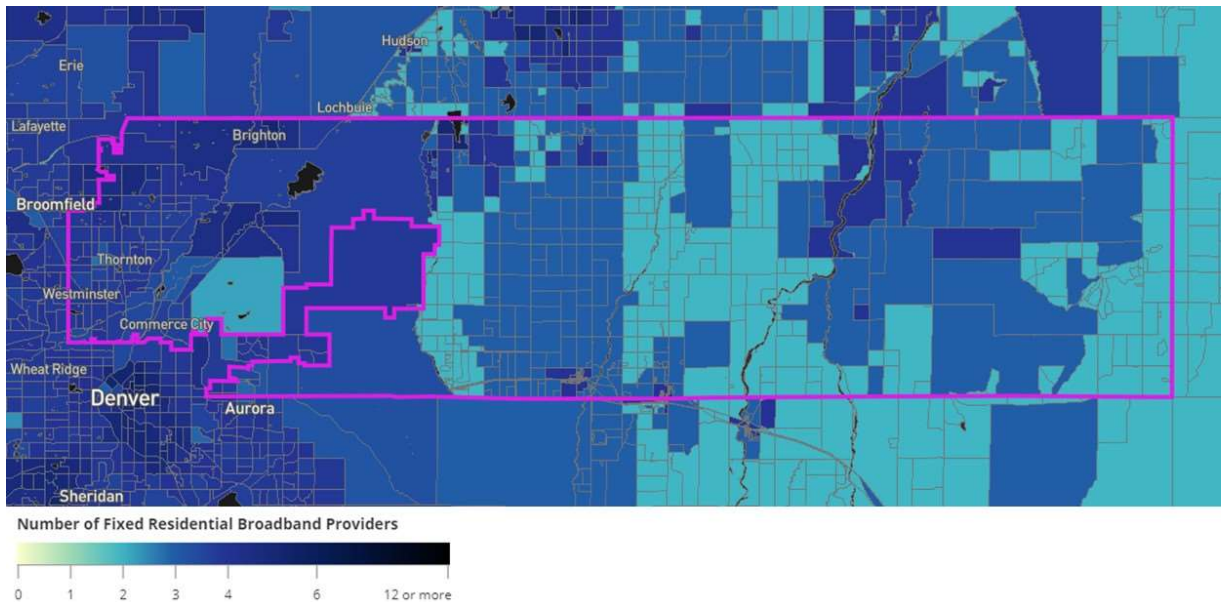 Hudson
Erie
Lochbuie
Lafayette
Brighton
Broomfield
Thornton
Westminster
Commerce City
Wheat Ridge
Denver
Aurora
Sheridan
Number of Fixed Residential Broadband Providers
0 1 2 3 4 6 12 or more